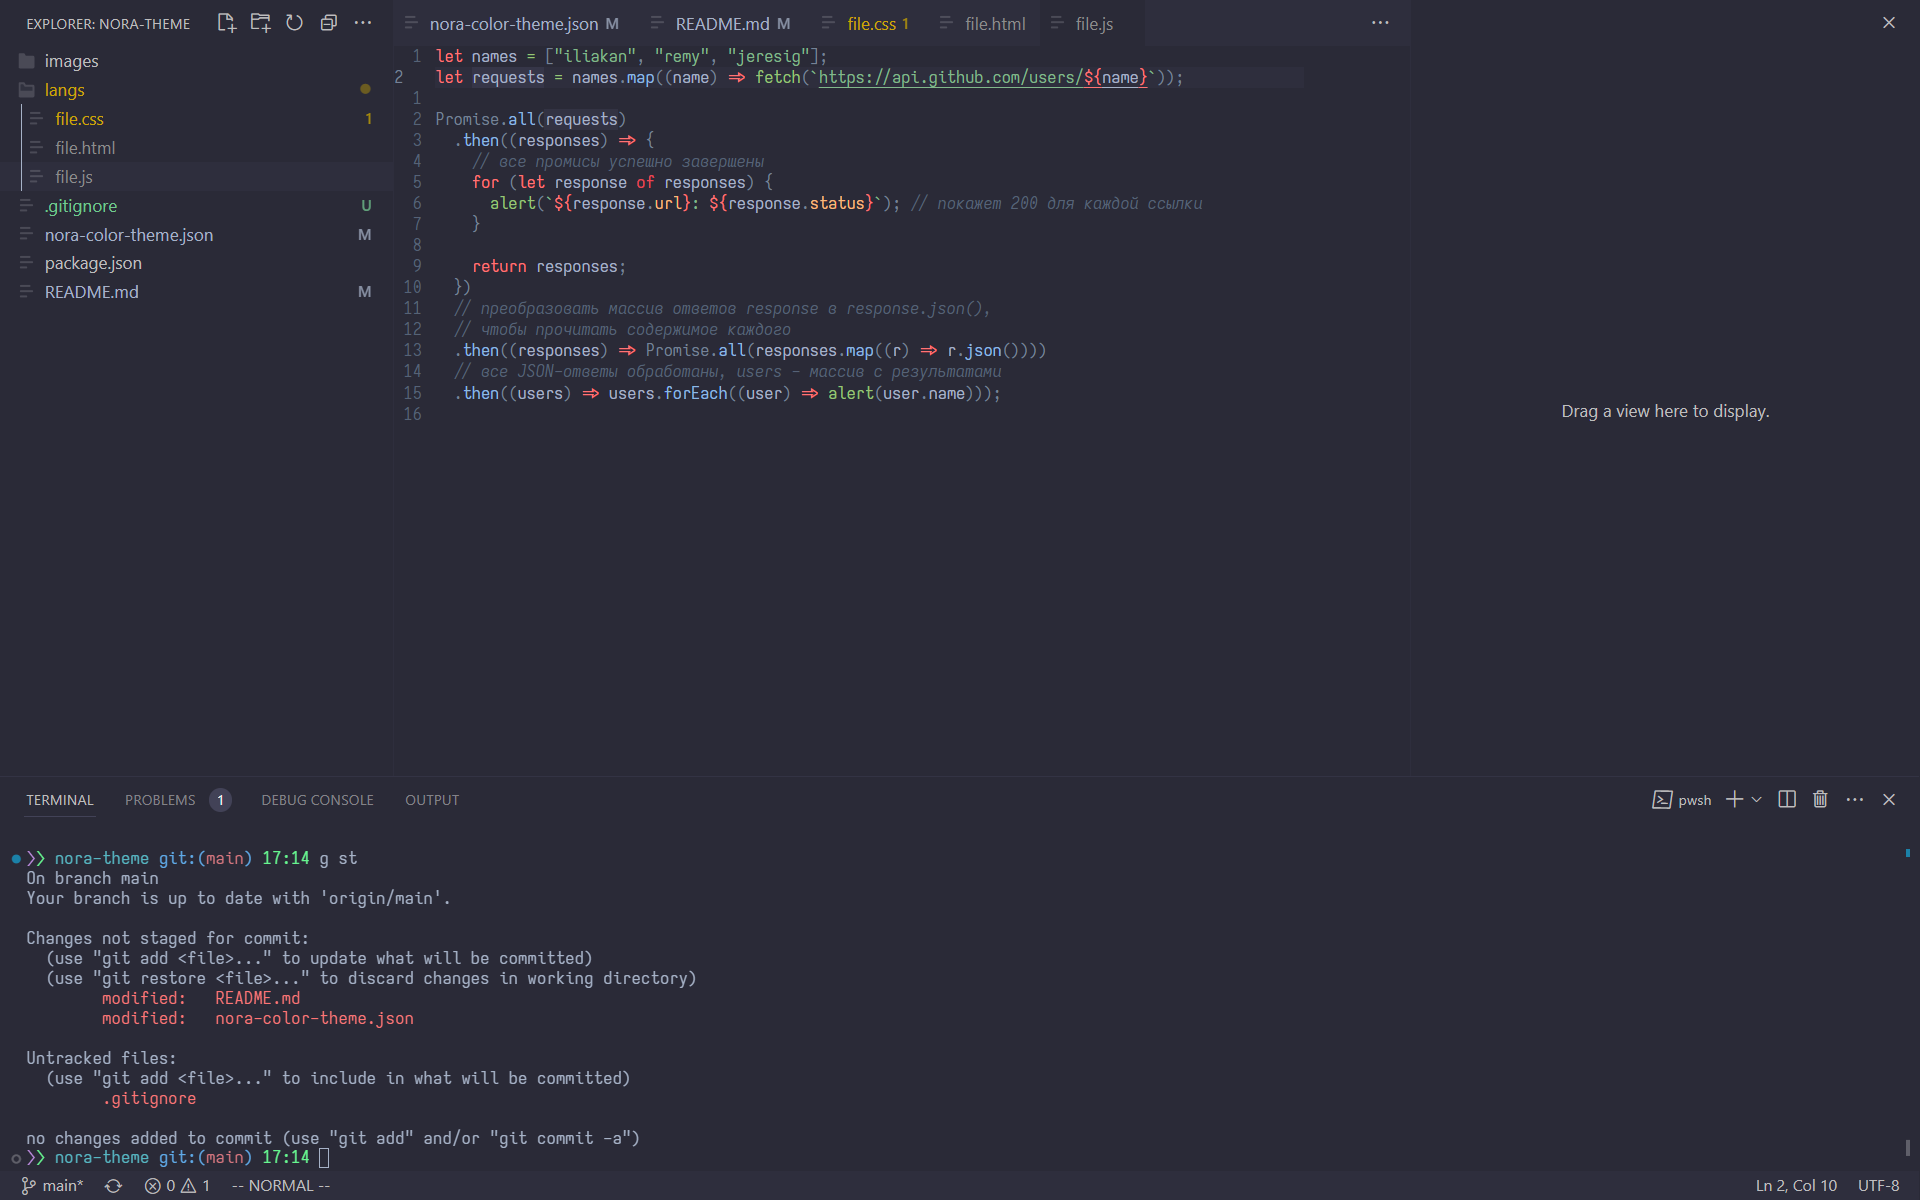 EXPLORER: NORA-THEME
images
langs
file.css 1
file.html
file.js
.gitignore U
nora-color-theme.json M
package.json
README.md M
nora-color-theme.json M README.md M file.css 1 file.html file.js
1 let names = ["iliakan", "remy", "jeresig"];
2 let requests = names.map((name) => fetch(`https://api.github.com/users/${name}`));
1
2 Promise.all(requests)
3 .then((responses) => {
4 // все промисы успешно завершены
5 for (let response of responses) {
6 alert(`${response.url}: ${response.status}`); // покажет 200 для каждой ссылки
7 }
8
9 return responses;
10 })
11 // преобразовать массив ответов response в response.json(),
12 // чтобы прочитать содержимое каждого
13 .then((responses) => Promise.all(responses.map((r) => r.json())))
14 // все JSON-ответы обработаны, users - массив с результатами
15 .then((users) => users.forEach((user) => alert(user.name)));
16
Drag a view here to display.
TERMINAL PROBLEMS 1 DEBUG CONSOLE OUTPUT
pwsh
nora-theme git:(main) 17:14 g st
On branch main
Your branch is up to date with 'origin/main'.
Changes not staged for commit:
(use "git add <file>..." to update what will be committed)
(use "git restore <file>..." to discard changes in working directory)
modified: README.md
modified: nora-color-theme.json
Untracked files:
(use "git add <file>..." to include in what will be committed)
.gitignore
no changes added to commit (use "git add" and/or "git commit -a")
nora-theme git:(main) 17:14
main* 0 1 -- NORMAL -- Ln 2, Col 10 UTF-8